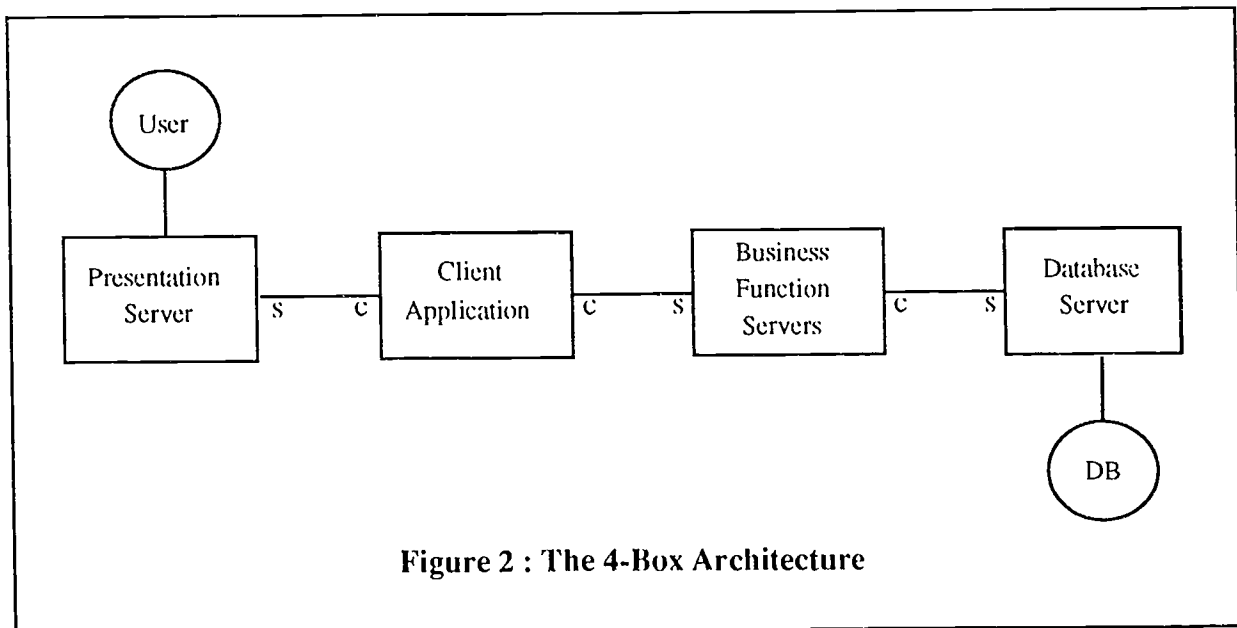 User
Presentation
Server
S
C
Client
Application
C
S
Business
Function
Servers
C
S
Database
Server
DB
Figure 2 : The 4-Box Architecture